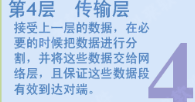 第4层　传输层
接受上一层的数据，在必
要的时候把数据进行分
割，并将这些数据交给网
络层，且保证这些数据段
有效到达对端。
4